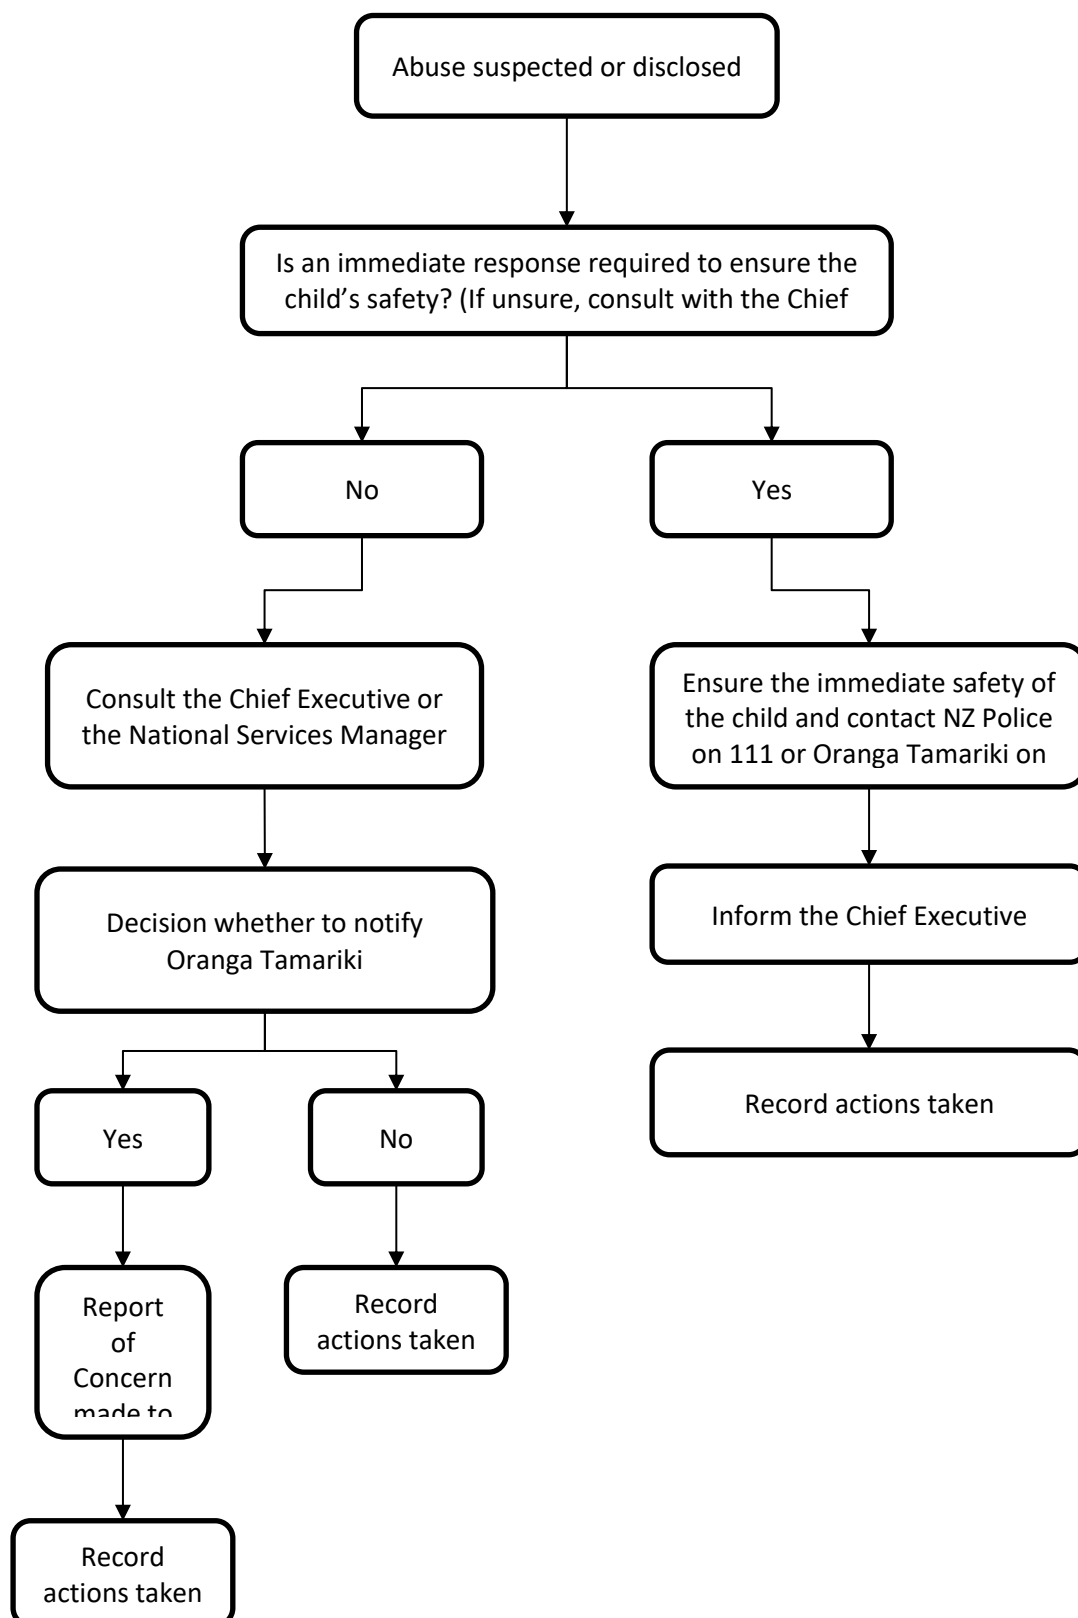 Abuse suspected or disclosed
Is an immediate response required to ensure the
child’s safety? (If unsure, consult with the Chief
No
Yes
Consult the Chief Executive or
the National Services Manager
Ensure the immediate safety of
the child and contact NZ Police
on 111 or Oranga Tamariki on
Decision whether to notify
Oranga Tamariki
Inform the Chief Executive
Yes
No
Record actions taken
Report
of
Concern
made to
Record
actions taken
Record
actions taken